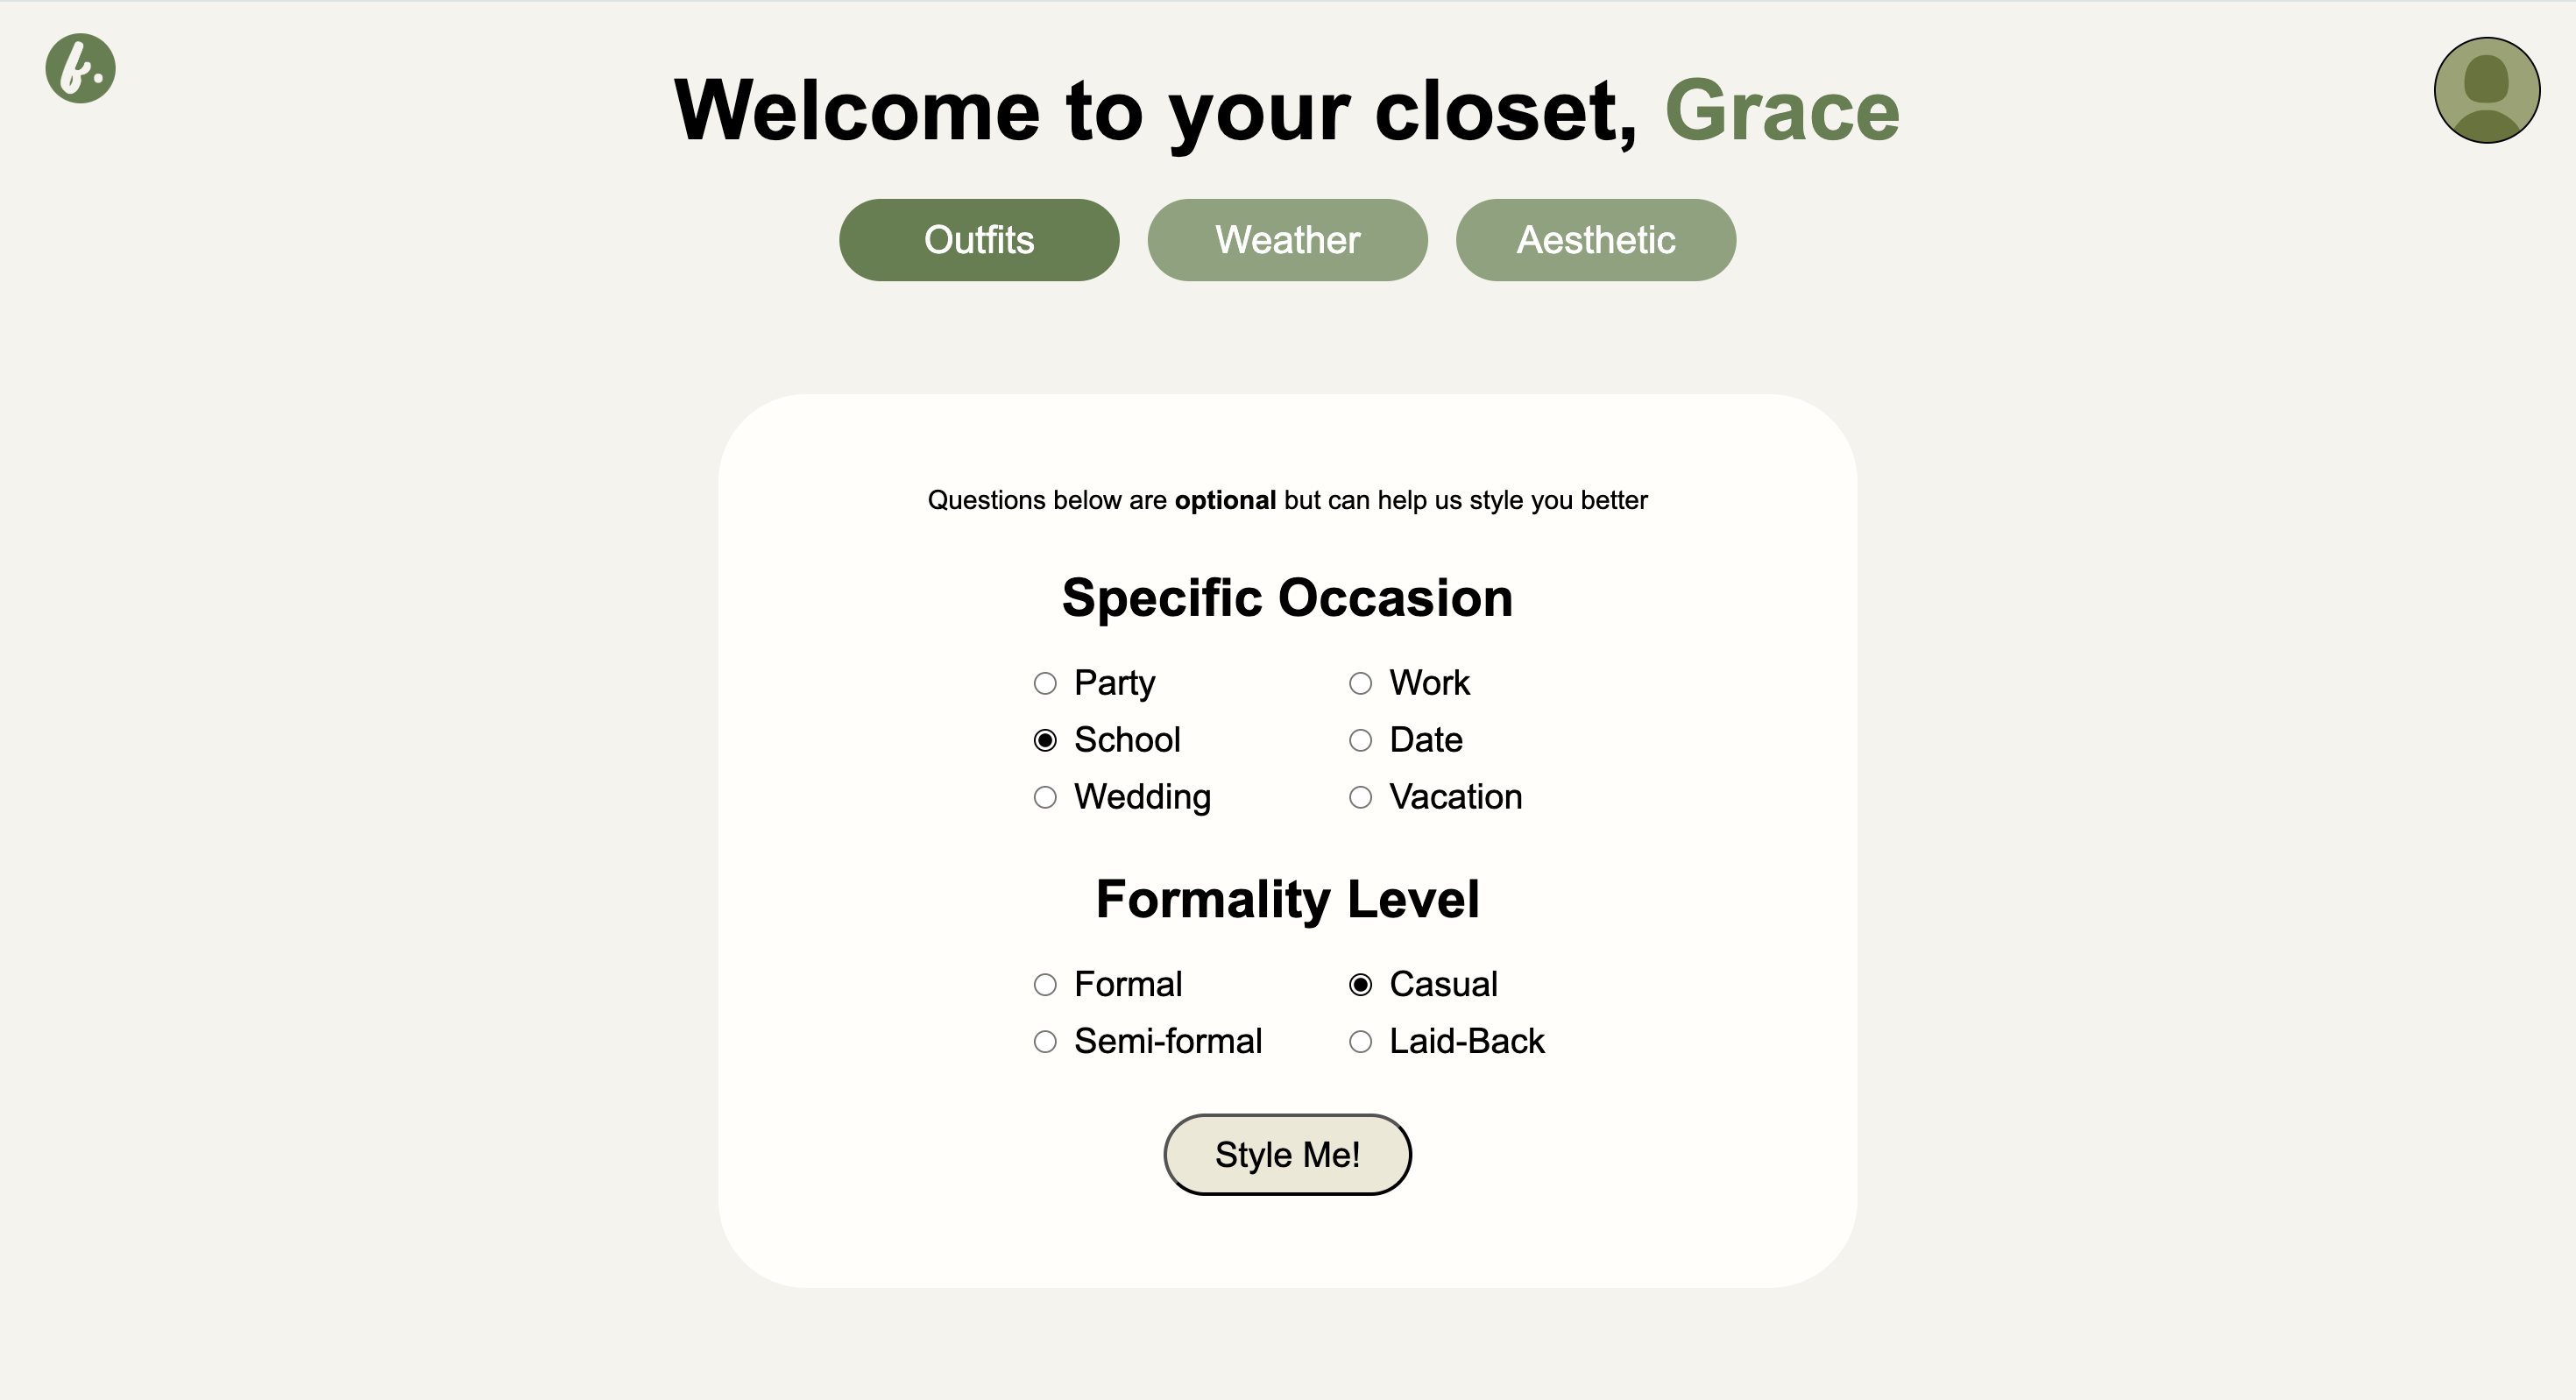 k.
Welcome to your closet, Grace
Outfits Weather Aesthetic
Questions below are optional but can help us style you better
Specific Occasion
Party Work
School Date
Wedding Vacation
Formality Level
Formal Casual
Semi-formal Laid-Back
Style Me!